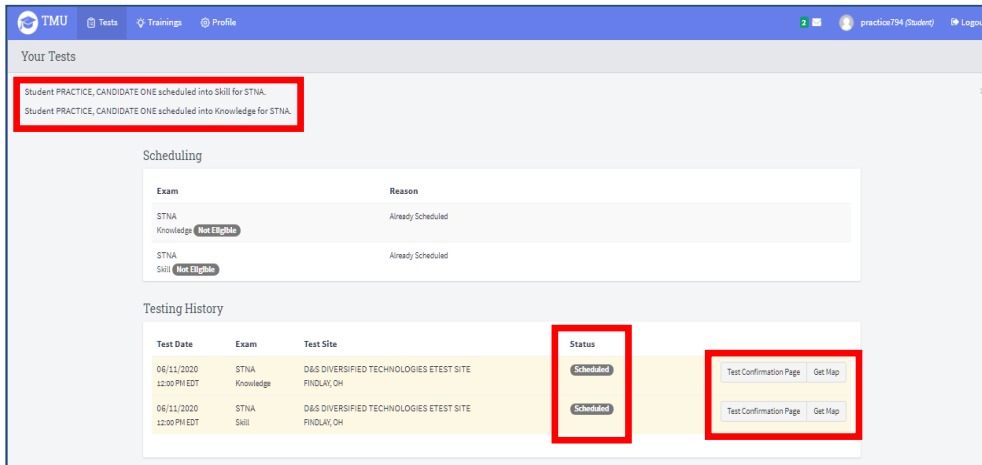 TMU Tests Trainings Profile 2 practice794 (Student) Logou
Your Tests
Student PRACTICE, CANDIDATE ONE scheduled into Skill for STNA.
Student PRACTICE, CANDIDATE ONE scheduled into Knowledge for STNA.
Scheduling
Exam Reason
STNA Already Scheduled
Knowledge Not Eligible
STNA Already Scheduled
Skill Not Eligible
Testing History
Test Date Exam Test Site Status
06/11/2020 STNA D&S DIVERSIFIED TECHNOLOGIES ETEST SITE Scheduled Test Confirmation Page Get Map
12:00 PM EDT Knowledge FINDLAY, OH
06/11/2020 STNA D&S DIVERSIFIED TECHNOLOGIES ETEST SITE Scheduled Test Confirmation Page Get Map
12:00 PM EDT Skill FINDLAY, OH